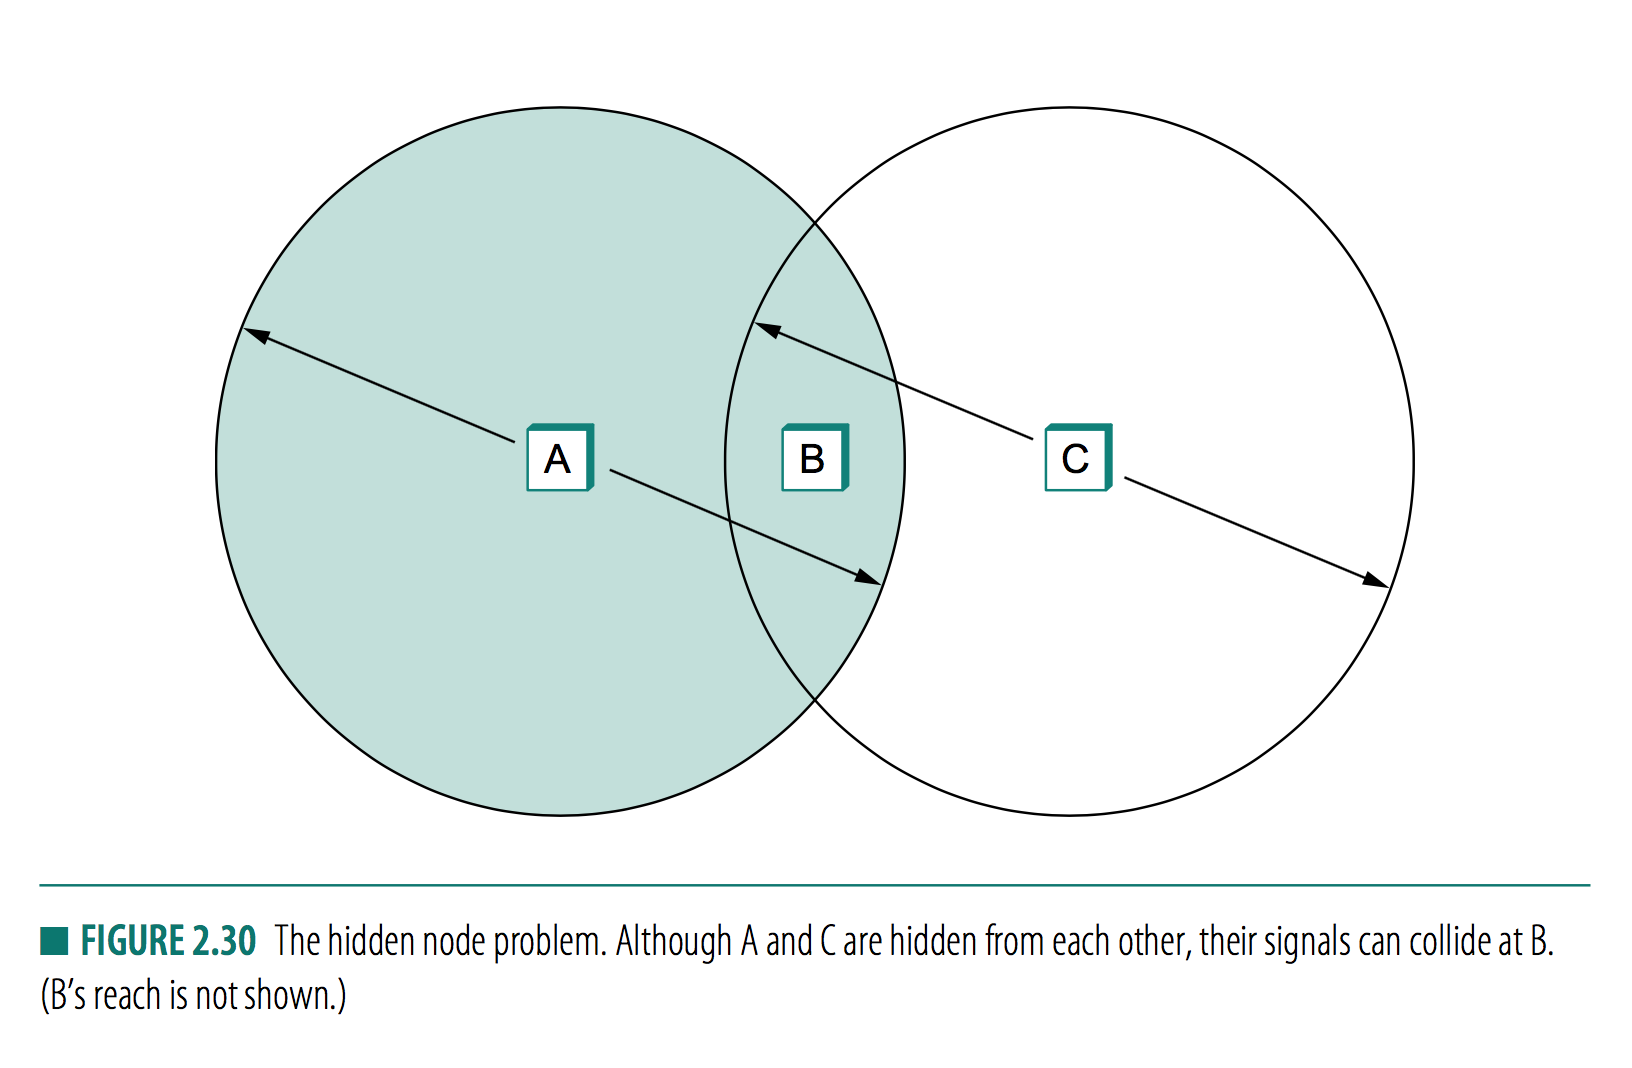 A
B
C
FIGURE 2.30 The hidden node problem. Although A and C are hidden from each other, their signals can collide at B.
(B’s reach is not shown.)